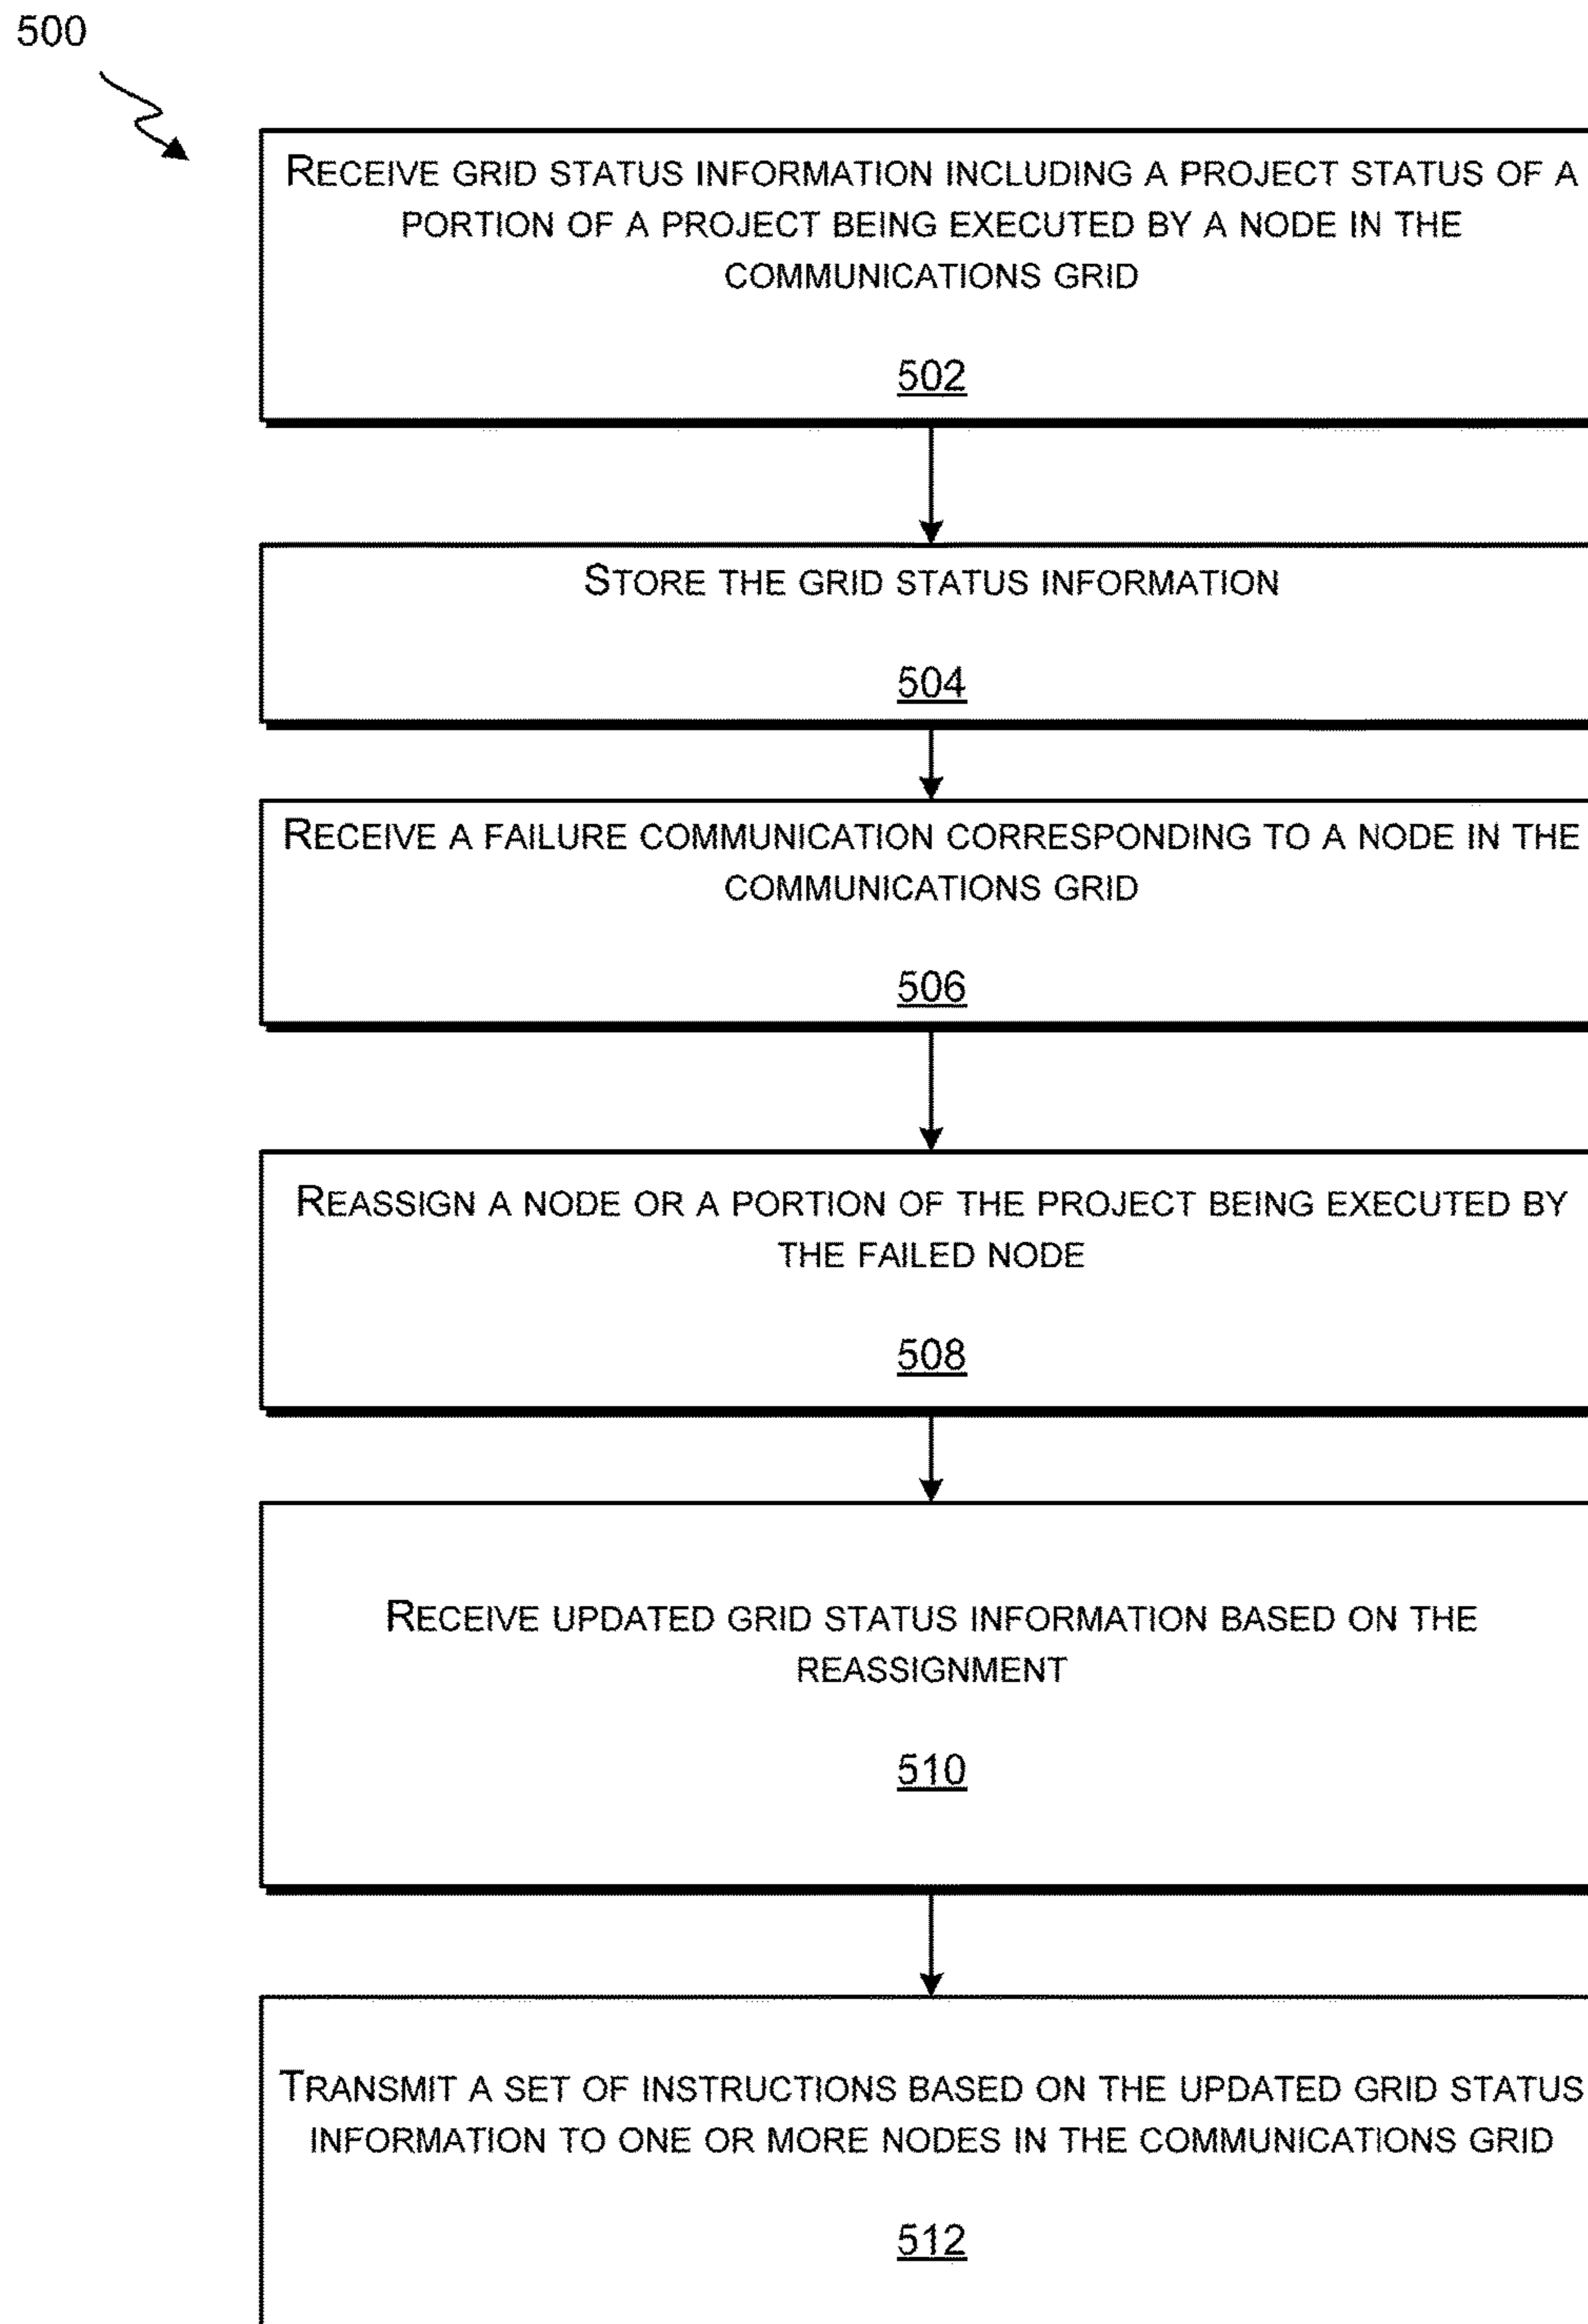 500
RECEIVE GRID STATUS INFORMATION INCLUDING A PROJECT STATUS OF A
PORTION OF A PROJECT BEING EXECUTED BY A NODE IN THE
COMMUNICATIONS GRID
502
STORE THE GRID STATUS INFORMATION
504
RECEIVE A FAILURE COMMUNICATION CORRESPONDING TO A NODE IN THE
COMMUNICATIONS GRID
506
REASSIGN A NODE OR A PORTION OF THE PROJECT BEING EXECUTED BY
THE FAILED NODE
508
RECEIVE UPDATED GRID STATUS INFORMATION BASED ON THE
REASSIGNMENT
510
TRANSMIT A SET OF INSTRUCTIONS BASED ON THE UPDATED GRID STATUS
INFORMATION TO ONE OR MORE NODES IN THE COMMUNICATIONS GRID
512